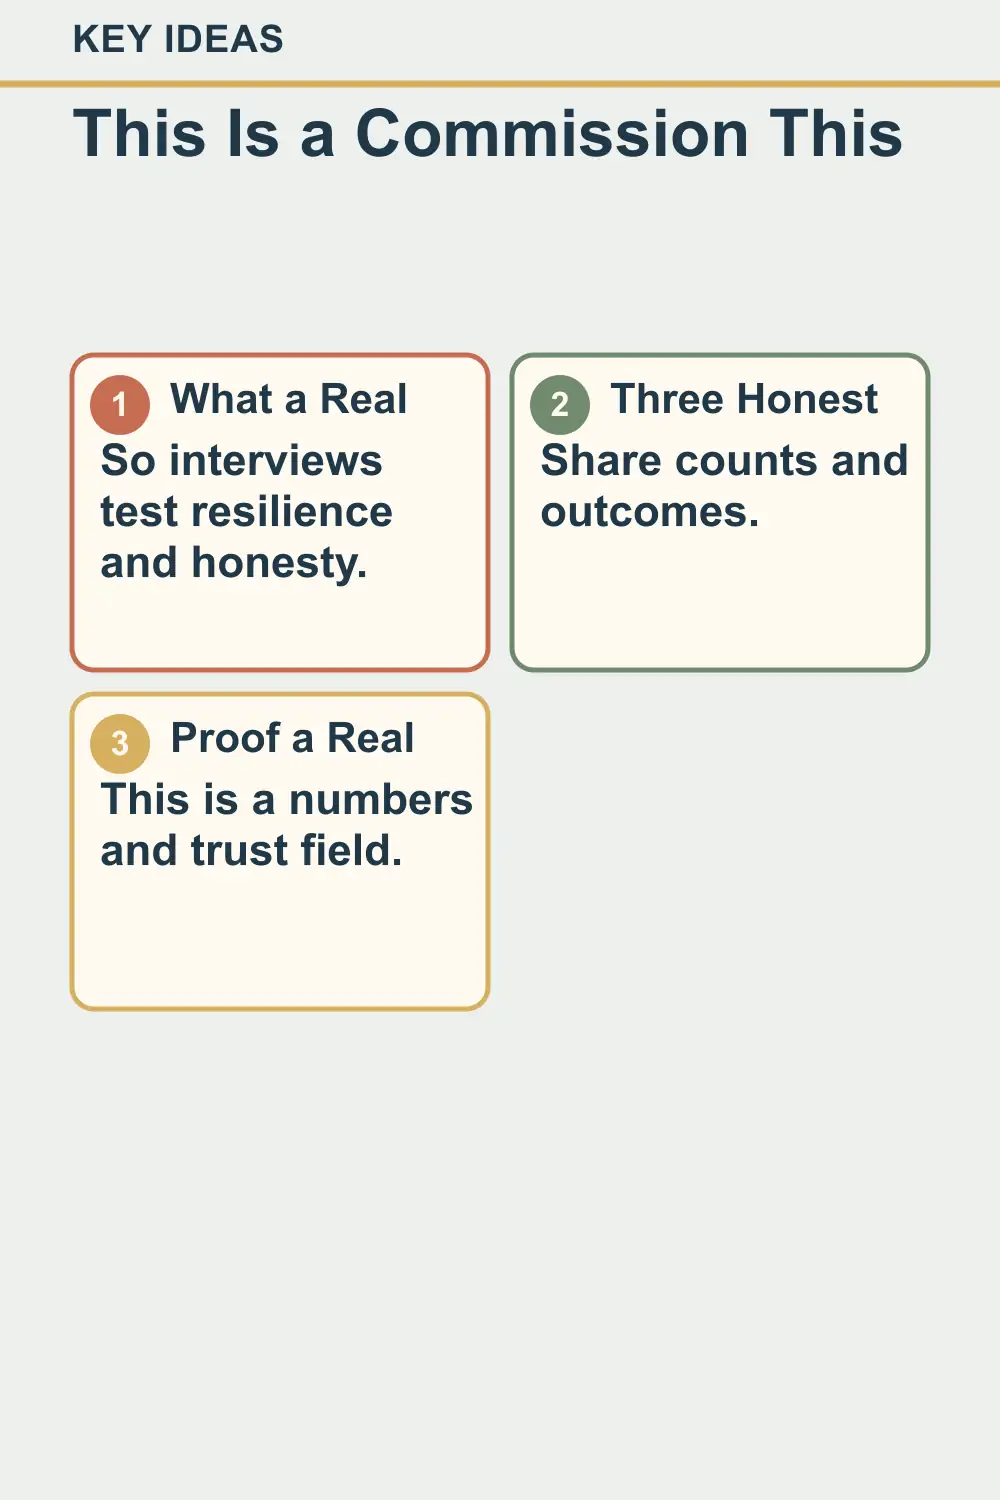 KEY IDEAS
This Is a Commission This
1 What a Real
So interviews
test resilience
and honesty.
2 Three Honest
Share counts and
outcomes.
3 Proof a Real
This is a numbers
and trust field.